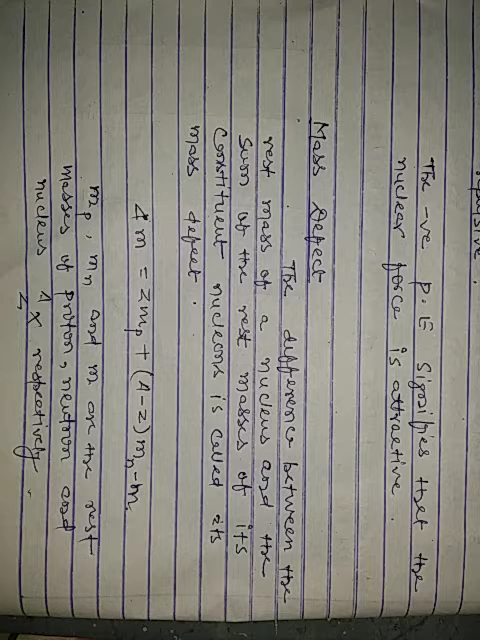 The -ve P.E signifies that the
nuclear force is attractive.
Mass Defect
The difference between the
rest mass of a nucleus and the
sum of the rest masses of its
Constituent nucleons is called its
mass defect.
Δm = Zmp + (A-Z)mn-m
mp, mn and m are the rest
masses of proton, neutron and
nucleus A Z X respectively.